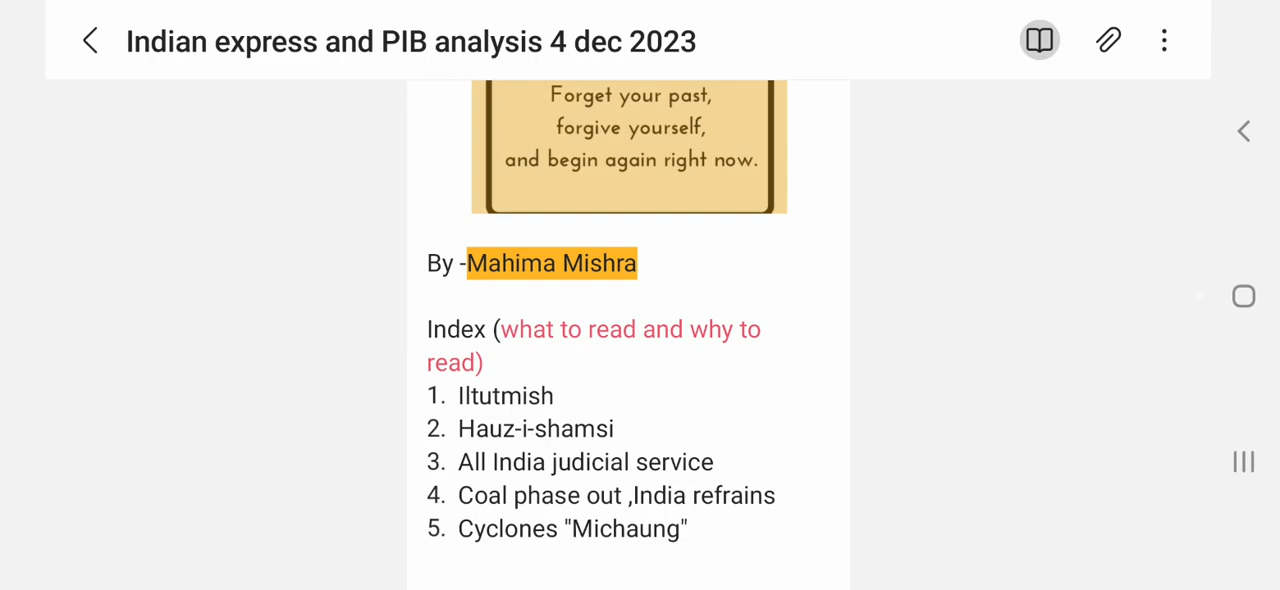 Indian express and PIB analysis 4 dec 2023
Forget your past,
forgive yourself,
and begin again right now.
By -Mahima Mishra
Index (what to read and why to
read)
1. Iltutmish
2. Hauz-i-shamsi
3. All India judicial service
4. Coal phase out ,India refrains
5. Cyclones "Michaung"